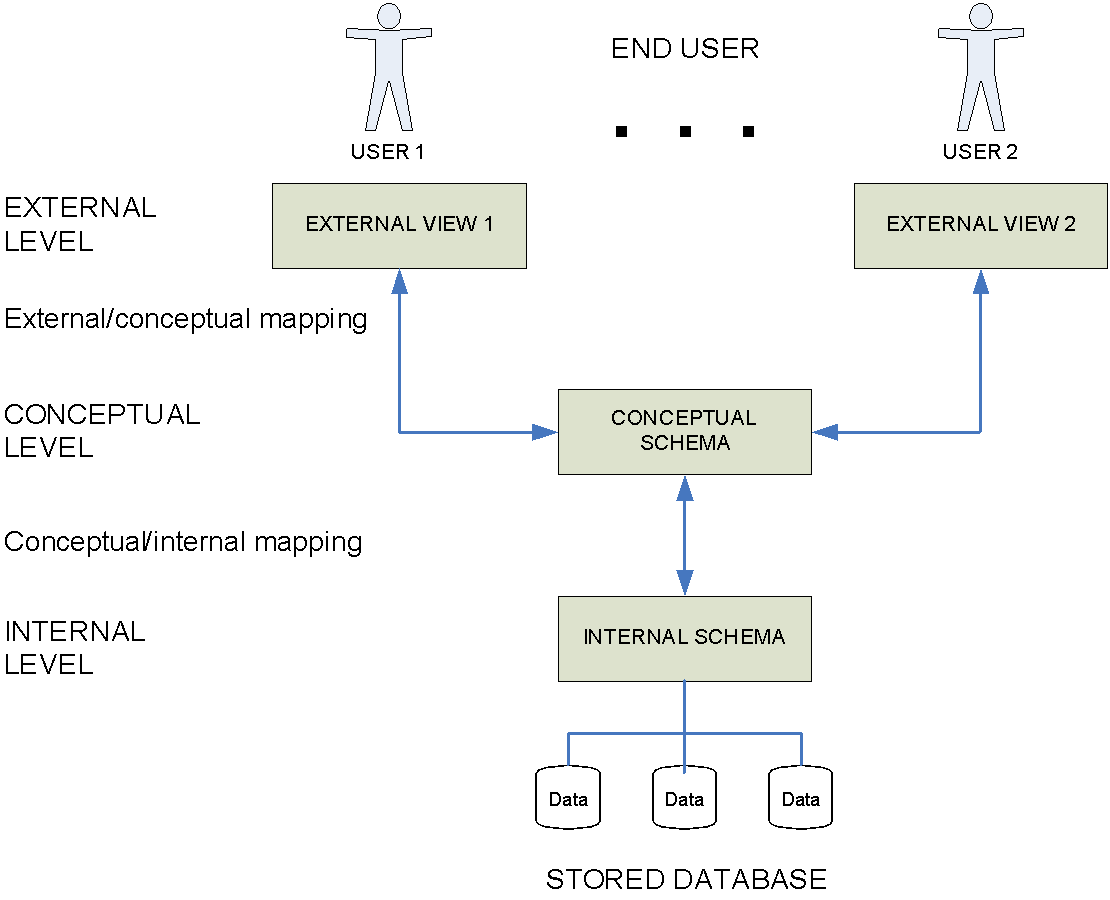 END USER
USER 1
USER 2
EXTERNAL
LEVEL
EXTERNAL VIEW 1
EXTERNAL VIEW 2
External/conceptual mapping
CONCEPTUAL
LEVEL
CONCEPTUAL
SCHEMA
Conceptual/internal mapping
INTERNAL
LEVEL
INTERNAL SCHEMA
Data
Data
Data
STORED DATABASE